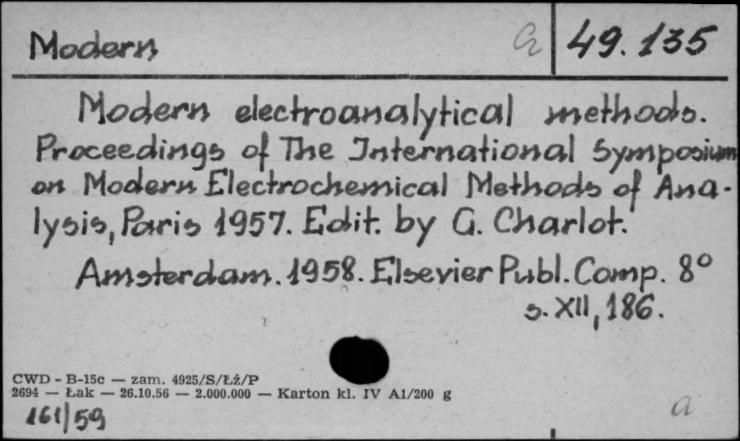 Modern
49.135
Modern electroanalytical methods.
Proceedings of The International Symposium
on Modern Electrochemical Methods of Ana-
lysis, Paris 1957. Edit. by G. Charlot.
Amsterdam. 1958. Elsevier Publ. Comp. 8°
s. XII, 186.
CWD - B-15c — zam. 4925/S/Łż/P
2694 — Łak — 26.10.56 — 2.000.000 — Karton kl. IV A1/200 g
161/59
a